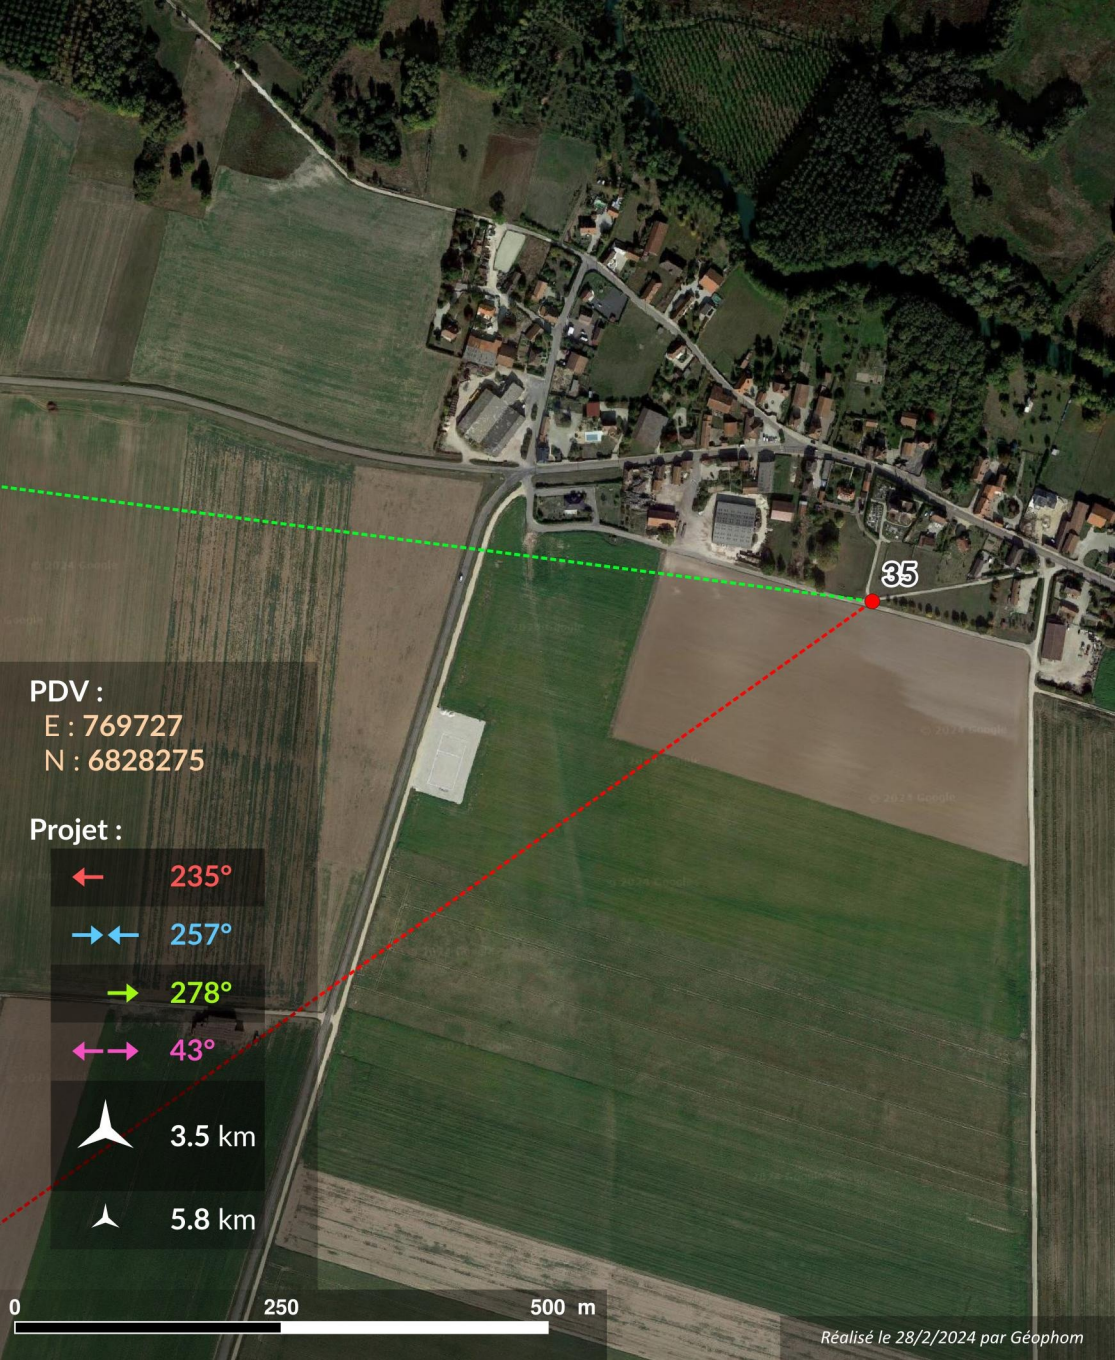 35
PDV :
E : 769727
N : 6828275
Projet :
235°
257°
278°
43°
3.5 km
5.8 km
0 250 500 m
Réalisé le 28/2/2024 par Géophom